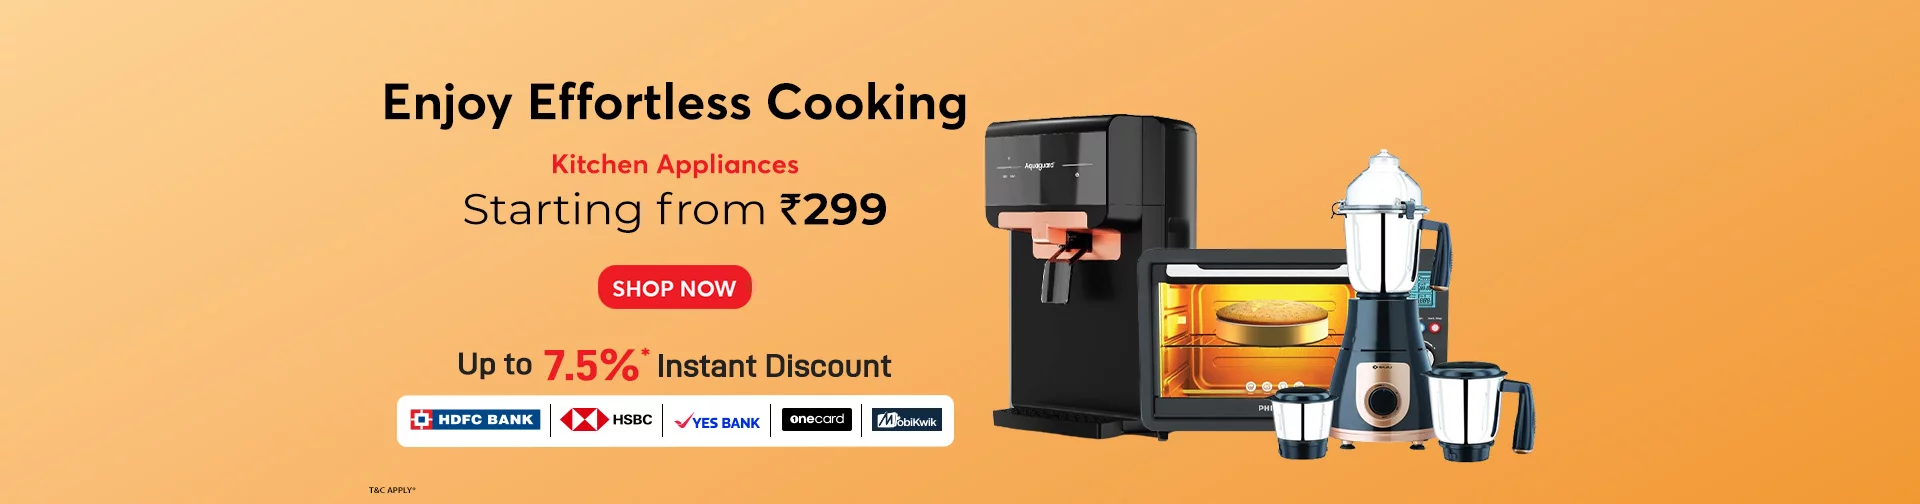 Enjoy Effortless Cooking
Kitchen Appliances
Starting from ₹299
SHOP NOW
Up to 7.5%* Instant Discount
HDFC BANK
HSBC
YES BANK
onecard
MobiKwik
T&C APPLY*
Aquaguard
BAJAJ